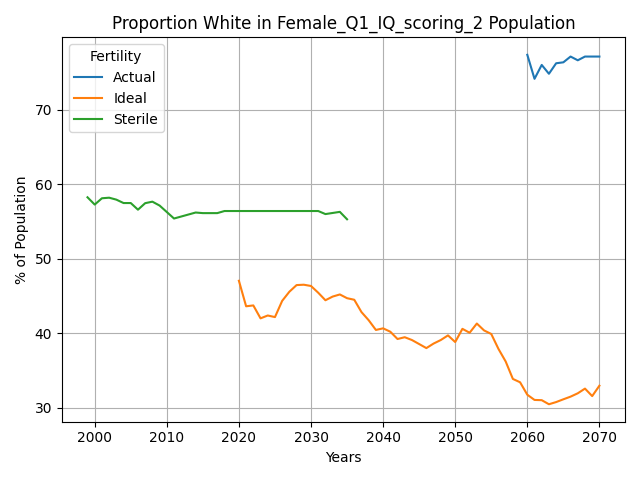 Proportion White in Female_Q1_IQ_scoring_2 Population
Fertility
Actual
Ideal
Sterile
% of Population
70
60
50
40
30
2000 2010 2020 2030 2040 2050 2060 2070
Years